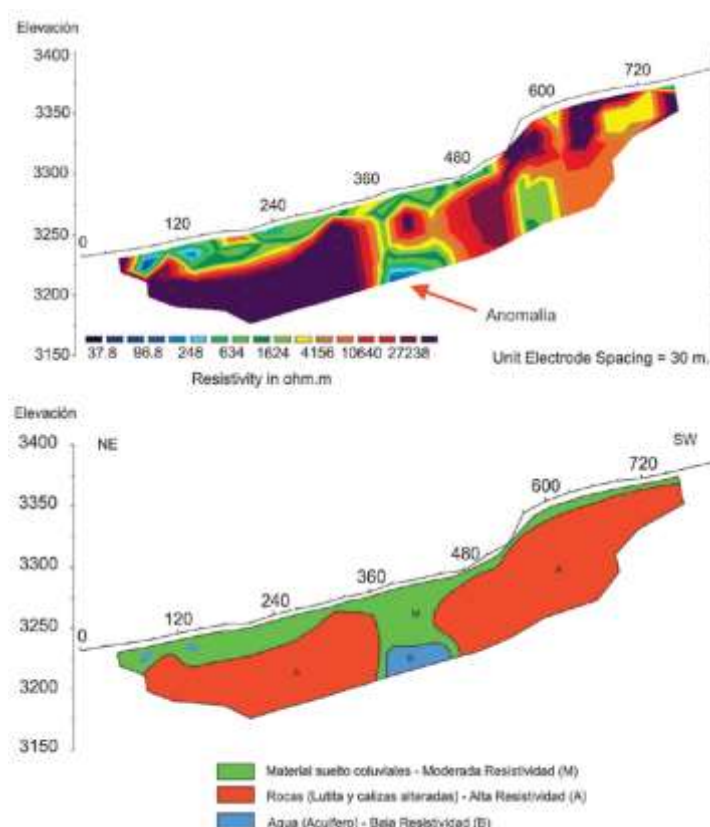 Elevación
3400
3350
3300
3250
3200
3150
0
120
240
360
480
600
720
Anomalia
37.8 96.8 248 634 1624 4156 10640 27238
Resistivity in ohm.m
Unit Electrode Spacing = 30 m.
Elevación
NE
SW
3400
3350
3300
3250
3200
3150
0
120
240
360
480
600
720
A
M
Material suelto coluviales - Moderada Resistividad (M)
Rocas (Lutita y calizas alteradas) - Alta Resistividad (A)
Agua (Acuífero) - Baja Resistividad (B)